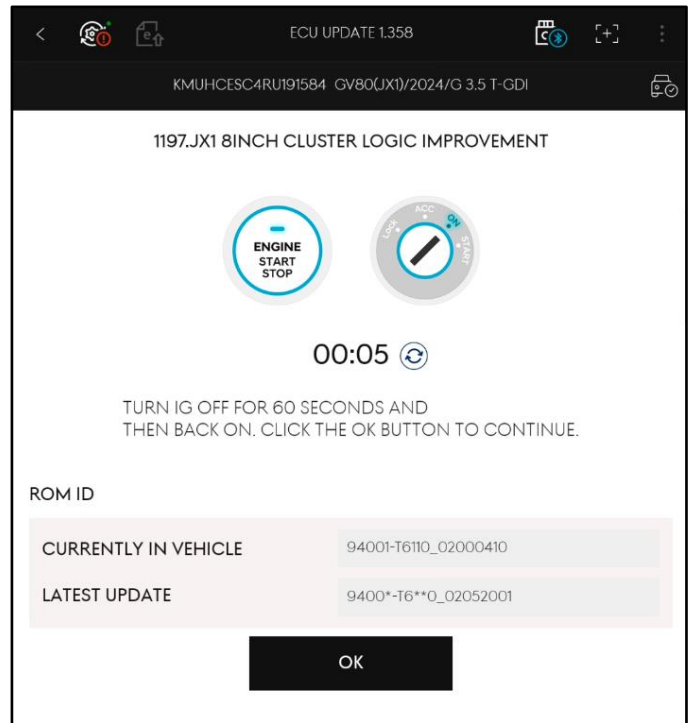 ECU UPDATE 1.358
KMUHCESC4RU191584 GV80(JX1)/2024/G 3.5 T-GDI
1197.JX1 8INCH CLUSTER LOGIC IMPROVEMENT
ENGINE
START
STOP
Lock
ACC
ON
START
00:05
TURN IG OFF FOR 60 SECONDS AND
THEN BACK ON. CLICK THE OK BUTTON TO CONTINUE.
ROM ID
CURRENTLY IN VEHICLE 94001-T6110_02000410
LATEST UPDATE 9400*-T6**0_02052001
OK